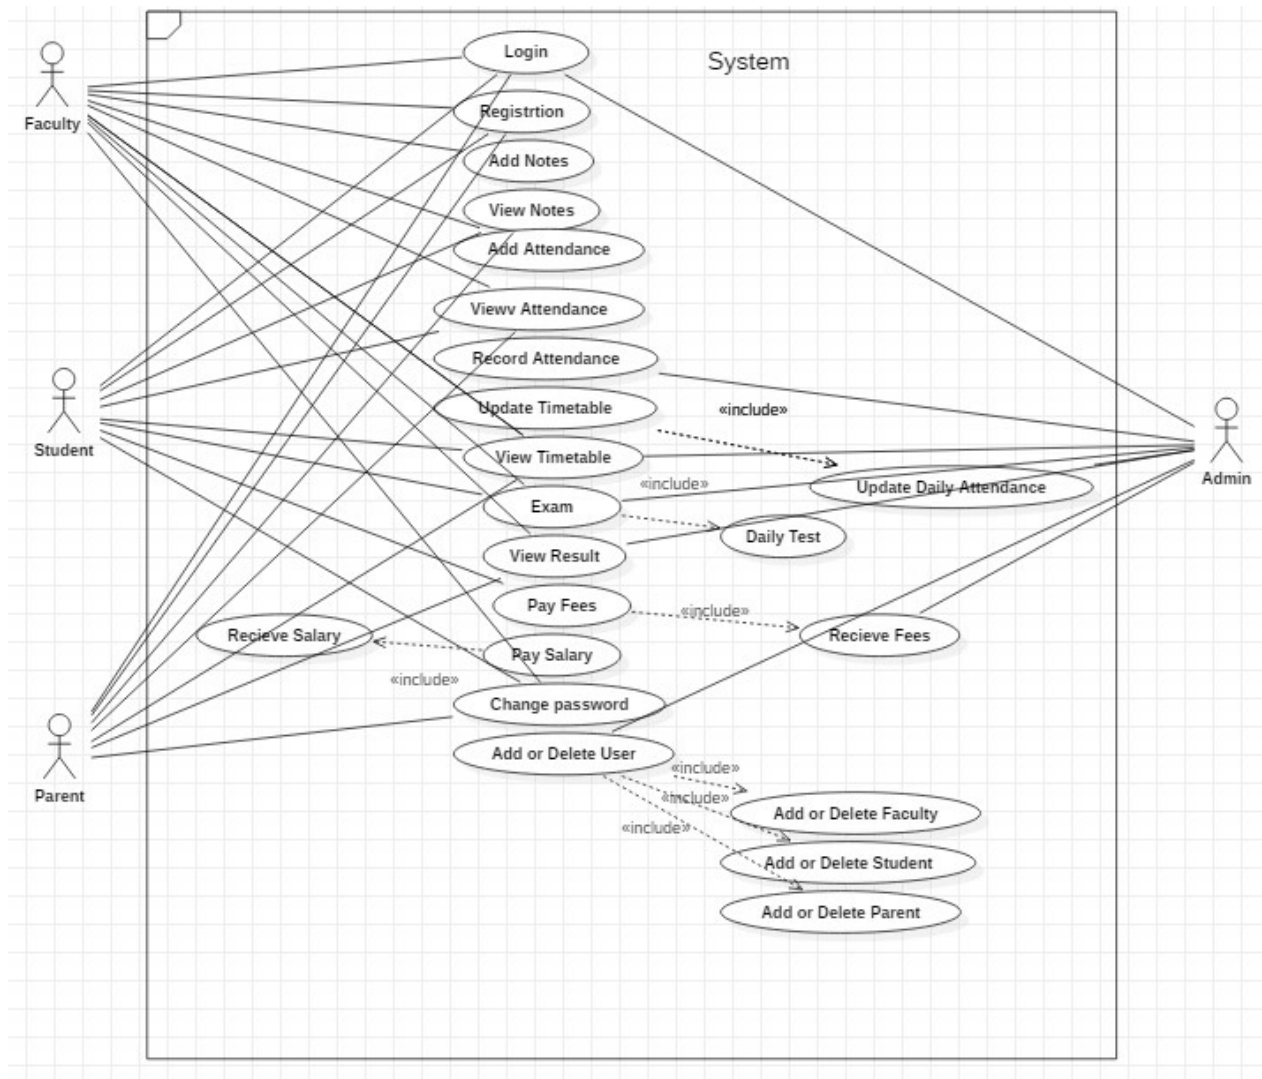 Login
System
Faculty
Registrtion
Add Notes
View Notes
Add Attendance
Viewv Attendance
Record Attendance
Update Timetable
«include»
Student
View Timetable
Admin
«include»
Update Daily Attendance
Exam
Daily Test
View Result
Pay Fees
«include»
Recieve Salary
Recieve Fees
Pay Salary
«include»
Change password
Add or Delete User
«include»
Parent
«include»
Add or Delete Faculty
«include»
Add or Delete Student
Add or Delete Parent